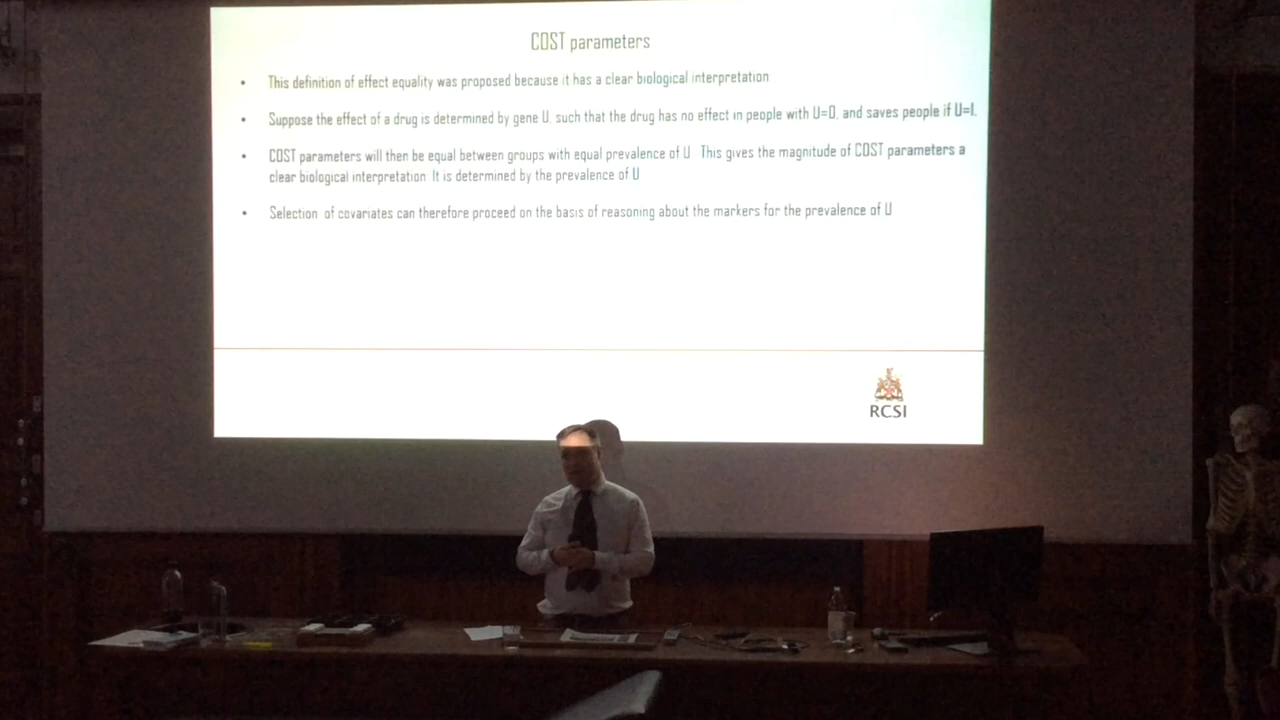 COST parameters
• This definition of effect equality was proposed because it has a clear biological interpretation
• Suppose the effect of a drug is determined by gene U, such that the drug has no effect in people with U=0, and saves people if U=1.
• COST parameters will then be equal between groups with equal prevalence of U. This gives the magnitude of COST parameters a
clear biological interpretation: It is determined by the prevalence of U
• Selection of covariates can therefore proceed on the basis of reasoning about the markers for the prevalence of U
RCSI